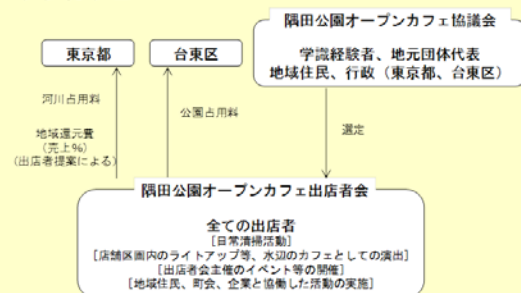 隅田公園オープンカフェ協議会
学識経験者、地元団体代表
地域住民、行政（東京都、台東区）
東京都
台東区
河川占用料
公園占用料
地域還元費
（売上％）
（出店者提案による）
選定
隅田公園オープンカフェ出店者会
全ての出店者
［日常清掃活動］
［店舗区画内のライトアップ等、水辺のカフェとしての演出］
［出店者会主催のイベント等の開催］
［地域住民、町会、企業と協働した活動の実施］